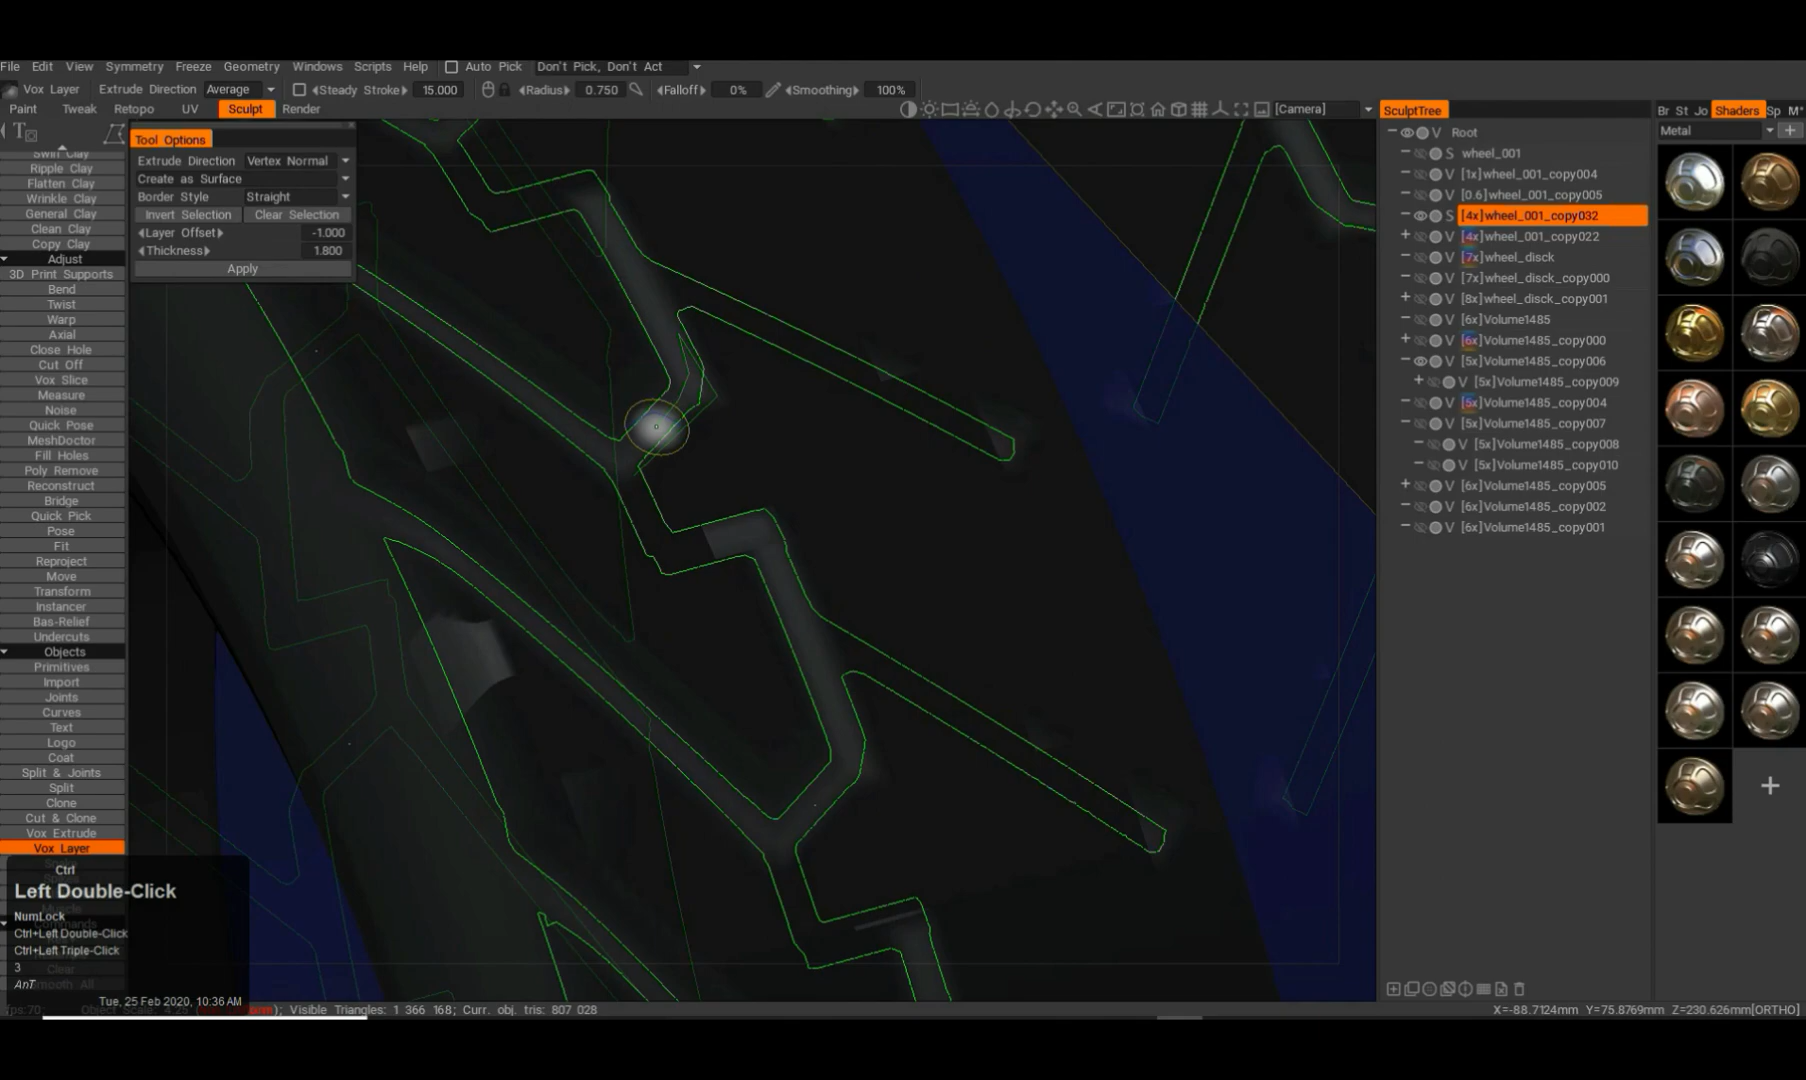 File Edit View Symmetry Freeze Geometry Windows Scripts Help Auto Pick Don't Pick, Don't Act
Vox Layer Extrude Direction Average Steady Stroke 15.000 Radius 0.750 Falloff 0% Smoothing 100%
Paint Tweak Retopo UV Sculpt Render [Camera]
Tool Options
Extrude Direction Vertex Normal
Create as Surface
Border Style Straight
Invert Selection Clear Selection
Layer Offset -1.000
Thickness 1.800
Apply
Swirl Clay
Ripple Clay
Flatten Clay
Wrinkle Clay
General Clay
Clean Clay
Copy Clay
Adjust
3D Print Supports
Bend
Twist
Warp
Axial
Close Hole
Cut Off
Vox Slice
Measure
Noise
Quick Pose
MeshDoctor
Fill Holes
Poly Remove
Reconstruct
Bridge
Quick Pick
Pose
Fit
Reproject
Move
Transform
Instancer
Bas-Relief
Undercuts
Objects
Primitives
Import
Joints
Curves
Text
Logo
Coat
Split & Joints
Split
Clone
Cut & Clone
Vox Extrude
Vox Layer
Ctrl
Left Double-Click
NumLock
Commands
Ctrl+Left Double-Click
Ctrl+Left Triple-Click
3
Clear
AnT
Smooth All
Tue, 25 Feb 2020, 10:36 AM
fps:70; Visible Triangles: 1 366 168; Curr. obj. tris: 807 028
X=-88.7124mm Y=75.8769mm Z=230.626mm[ORTHO]
SculptTree
V Root
S wheel_001
V [1x]wheel_001_copy004
V [0.6]wheel_001_copy005
S [4x]wheel_001_copy032
V [4x]wheel_001_copy022
V [7x]wheel_disck
V [7x]wheel_disck_copy000
V [8x]wheel_disck_copy001
V [6x]Volume1485
V [6x]Volume1485_copy000
V [5x]Volume1485_copy006
V [5x]Volume1485_copy009
V [5x]Volume1485_copy004
V [5x]Volume1485_copy007
V [5x]Volume1485_copy008
V [5x]Volume1485_copy010
V [6x]Volume1485_copy005
V [6x]Volume1485_copy002
V [6x]Volume1485_copy001
Br St Jo Shaders Sp M
Metal